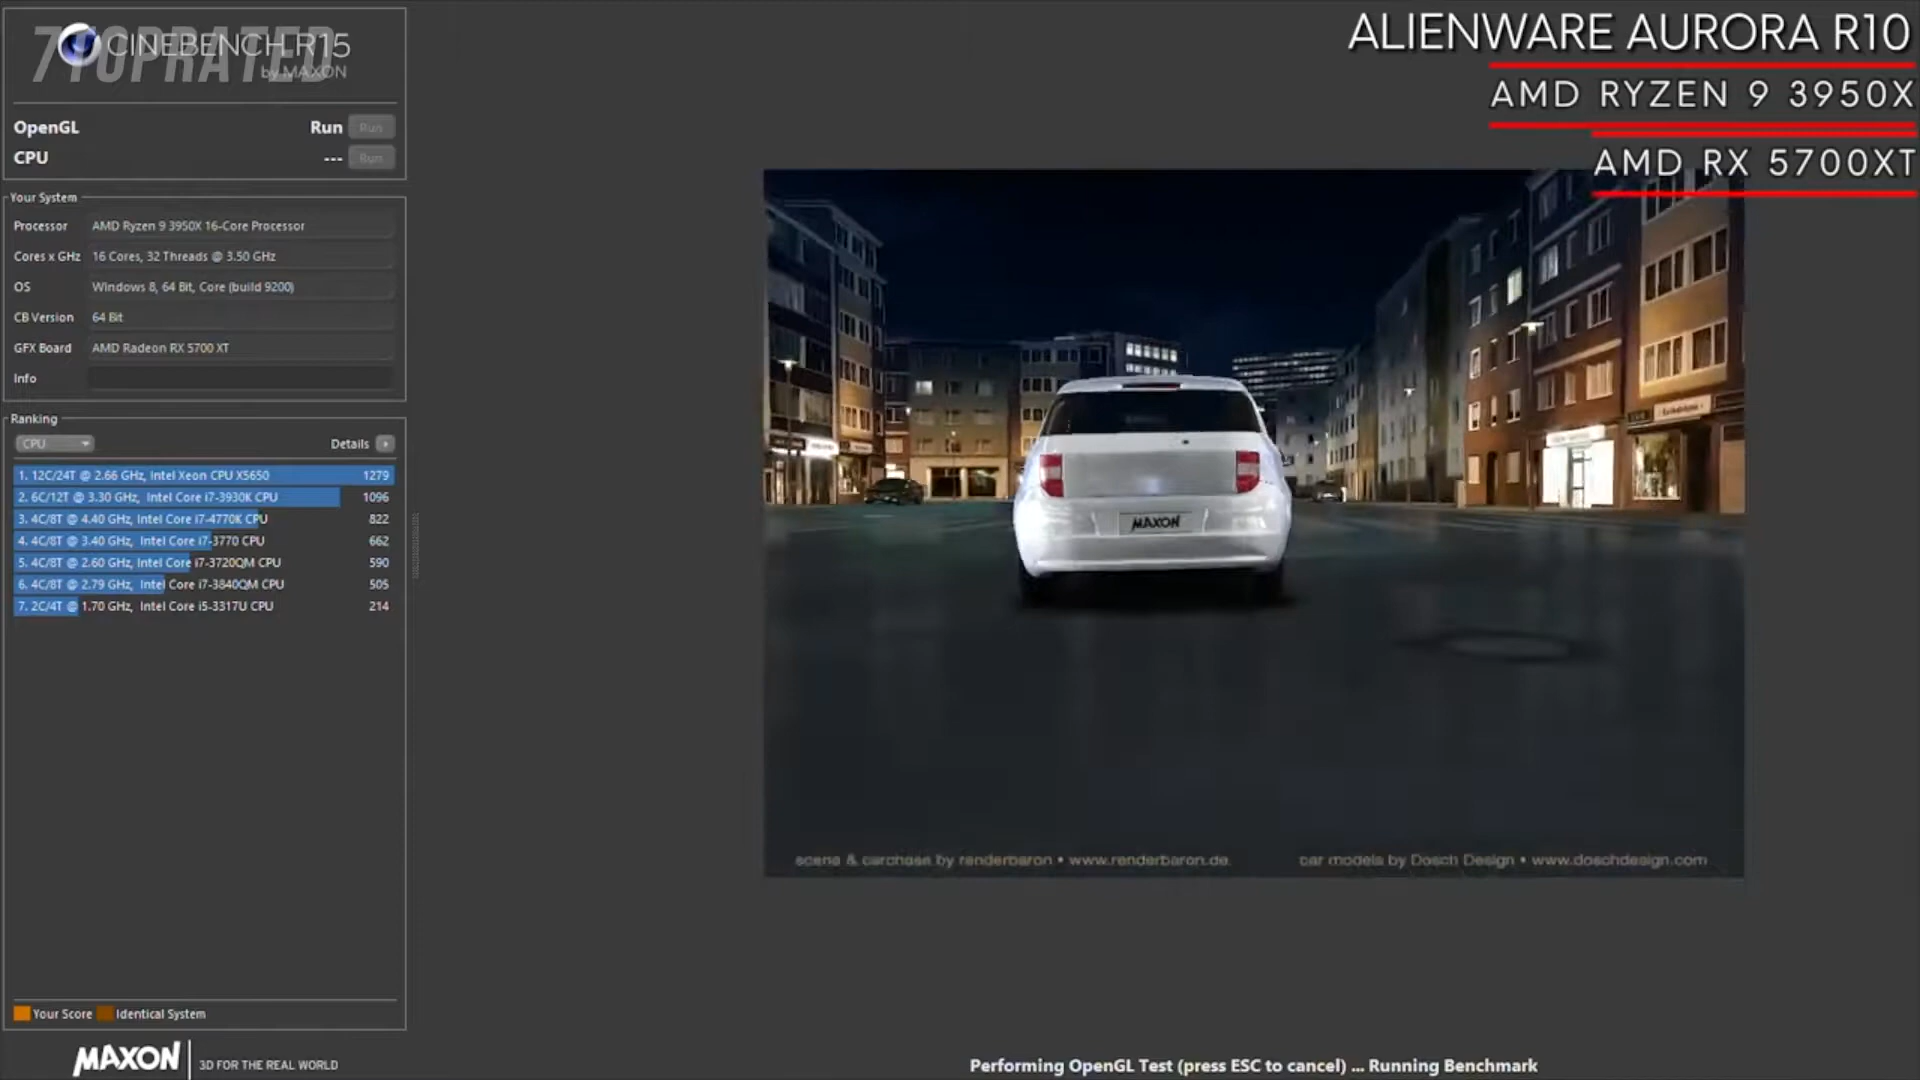 7TOPRATED
CINEBENCH R15
by MAXON
OpenGL Run Run
CPU --- Run
Your System
Processor AMD Ryzen 9 3950X 16-Core Processor
Cores x GHz 16 Cores, 32 Threads @ 3.50 GHz
OS Windows 8, 64 Bit, Core (build 9200)
CB Version 64 Bit
GFX Board AMD Radeon RX 5700 XT
Info
Ranking
CPU Details
1. 12C/24T @ 2.66 GHz, Intel Xeon CPU X5650 1279
2. 6C/12T @ 3.30 GHz, Intel Core i7-3930K CPU 1096
3. 4C/8T @ 4.40 GHz, Intel Core i7-4770K CPU 822
4. 4C/8T @ 3.40 GHz, Intel Core i7-3770 CPU 662
5. 4C/8T @ 2.60 GHz, Intel Core i7-3720QM CPU 590
6. 4C/8T @ 2.79 GHz, Intel Core i7-3840QM CPU 505
7. 2C/4T @ 1.70 GHz, Intel Core i5-3317U CPU 214
Your Score Identical System
MAXON 3D FOR THE REAL WORLD
ALIENWARE AURORA R10
AMD RYZEN 9 3950X
AMD RX 5700XT
MAXON
scene & carchase by renderbaron • www.renderbaron.de
car models by Dosch Design • www.doschdesign.com
Performing OpenGL Test (press ESC to cancel) ... Running Benchmark